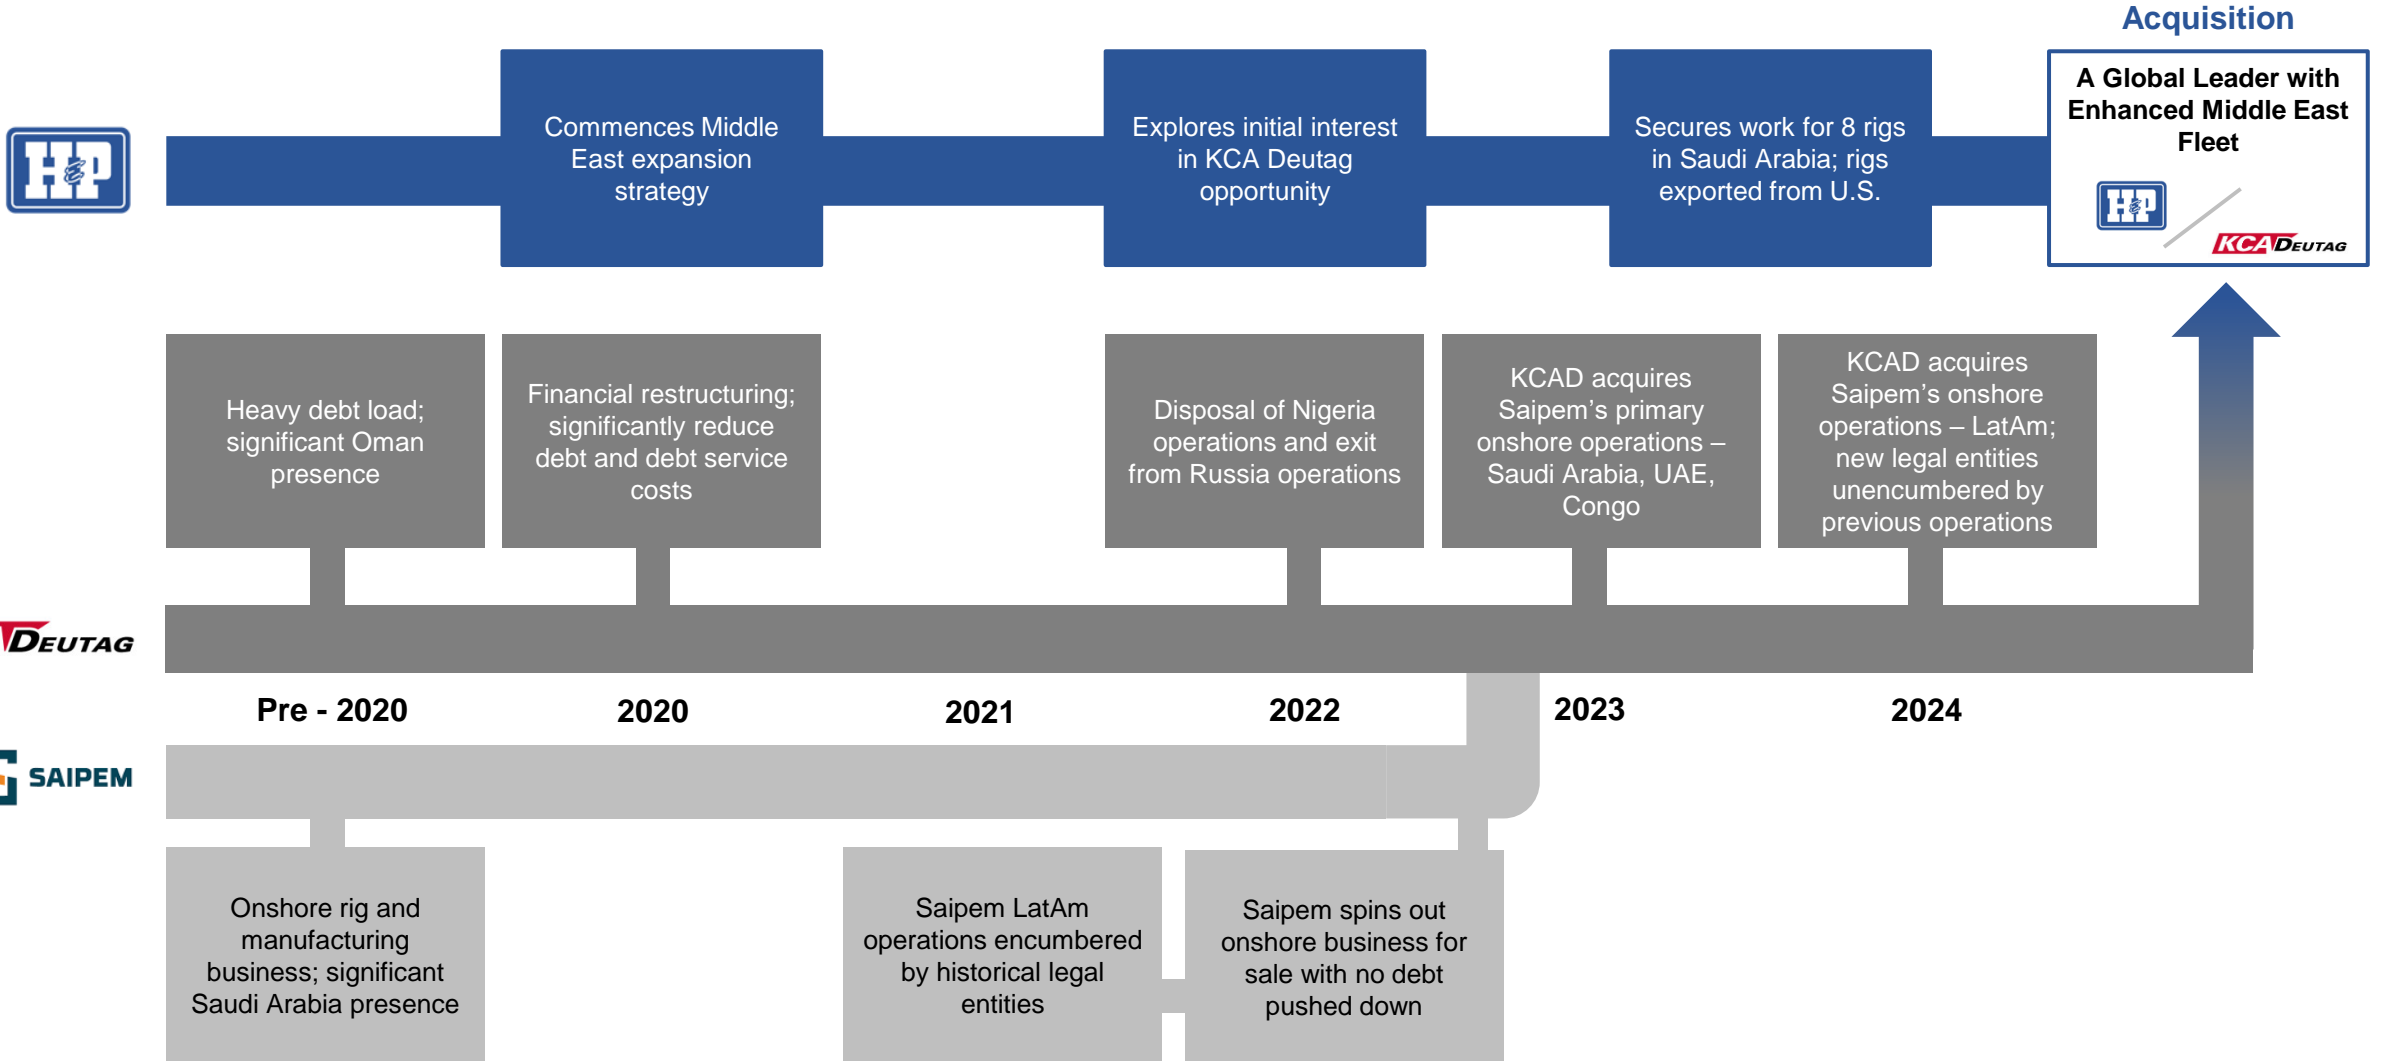 Acquisition
H&P
Commences Middle
East expansion
strategy
Explores initial interest
in KCA Deutag
opportunity
Secures work for 8 rigs
in Saudi Arabia; rigs
exported from U.S.
A Global Leader with
Enhanced Middle East
Fleet
H&P
KCA DEUTAG
Heavy debt load;
significant Oman
presence
Financial restructuring;
significantly reduce
debt and debt service
costs
Disposal of Nigeria
operations and exit
from Russia operations
KCAD acquires
Saipem’s primary
onshore operations –
Saudi Arabia, UAE,
Congo
KCAD acquires
Saipem’s onshore
operations – LatAm;
new legal entities
unencumbered by
previous operations
DEUTAG
Pre - 2020
2020
2021
2022
2023
2024
SAIPEM
Onshore rig and
manufacturing
business; significant
Saudi Arabia presence
Saipem LatAm
operations encumbered
by historical legal
entities
Saipem spins out
onshore business for
sale with no debt
pushed down